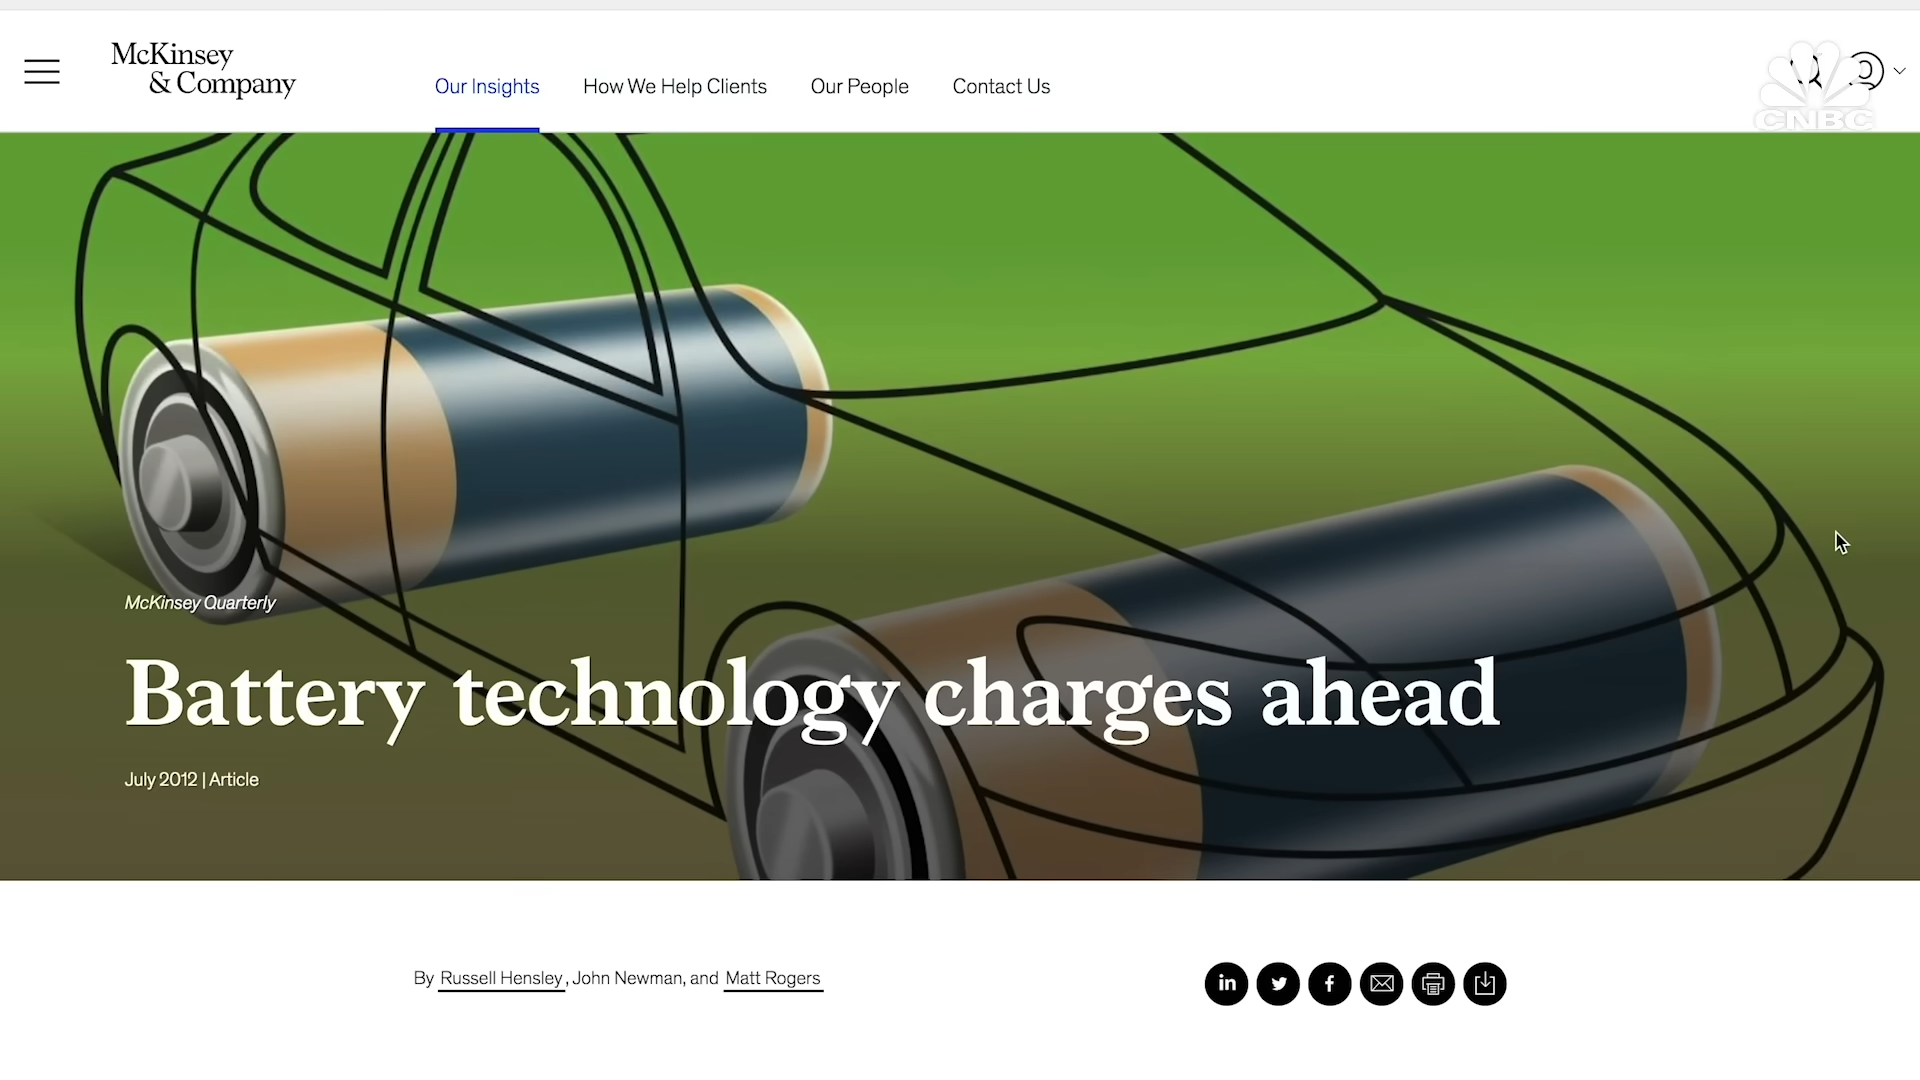 McKinsey
& Company
Our Insights
How We Help Clients
Our People
Contact Us
CNBC
McKinsey Quarterly
Battery technology charges ahead
July 2012 | Article
By Russell Hensley, John Newman, and Matt Rogers
in
f